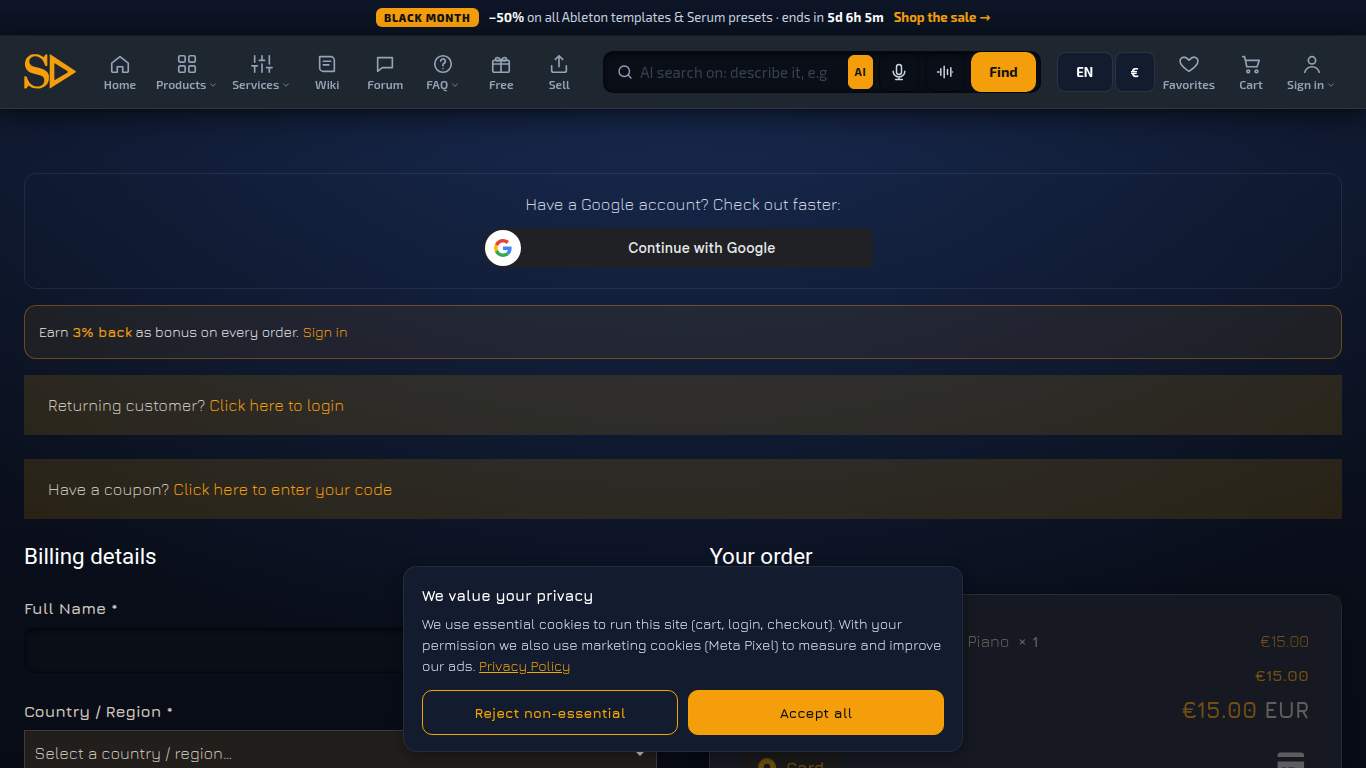 BLACK MONTH −50% on all Ableton templates & Serum presets · ends in 5d 6h 5m Shop the sale →
Home
Products
Services
Wiki
Forum
FAQ
Free
Sell
AI search on: describe it, e.g
AI
Find
EN
€
Favorites
Cart
Sign in
Have a Google account? Check out faster:
Continue with Google
Earn 3% back as bonus on every order. Sign in
Returning customer? Click here to login
Have a coupon? Click here to enter your code
Billing details
Full Name *
Country / Region *
Select a country / region…
Your order
Piano × 1 €15.00
€15.00
€15.00 EUR
Card
We value your privacy
We use essential cookies to run this site (cart, login, checkout). With your
permission we also use marketing cookies (Meta Pixel) to measure and improve
our ads. Privacy Policy
Reject non-essential
Accept all